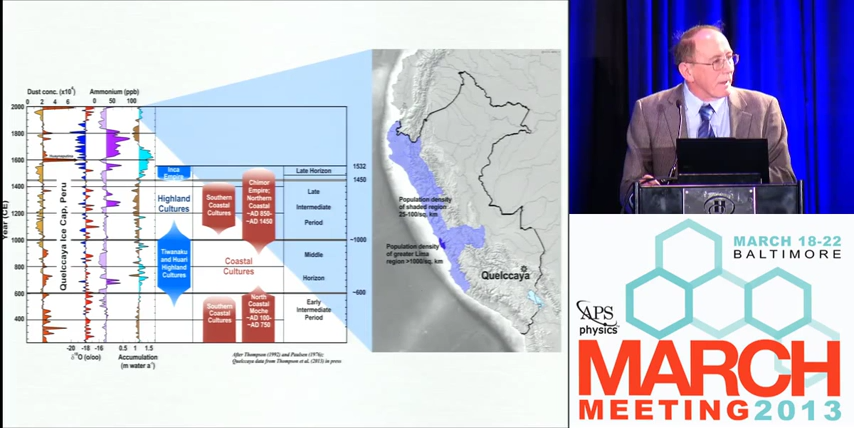 Dust conc. (x10⁶)
2 4 6
Ammonium (ppb)
0 50 100
2000
1800
1600
1400
1200
1000
800
600
400
Year (CE)
Quelccaya Ice Cap, Peru
-20 -18 -16
δ¹⁸O (o/oo)
0.5 1 1.5
Accumulation
(m water a⁻¹)
Inca
Empire
Highland
Cultures
Tiwanaku
and Huari
Highland
Cultures
Southern
Coastal
Cultures
Chimor
Empire;
Northern
Coastal
~AD 850-
~AD 1450
Coastal
Cultures
Southern
Coastal
Cultures
North
Coastal
Moche
~AD 100-
~AD 750
Late Horizon
Late
Intermediate
Period
Middle
Horizon
Early
Intermediate
Period
1532
1450
~1000
~600
After Thompson (1992) and Paulsen (1976);
Quelccaya data from Thompson et al. (2013) in press
Population density
of shaded region
25-100/sq. km
Population density
of greater Lima
region >1000/sq. km
Quelccaya
MARCH 18-22
BALTIMORE
APS
physics
MARCH
MEETING 2013